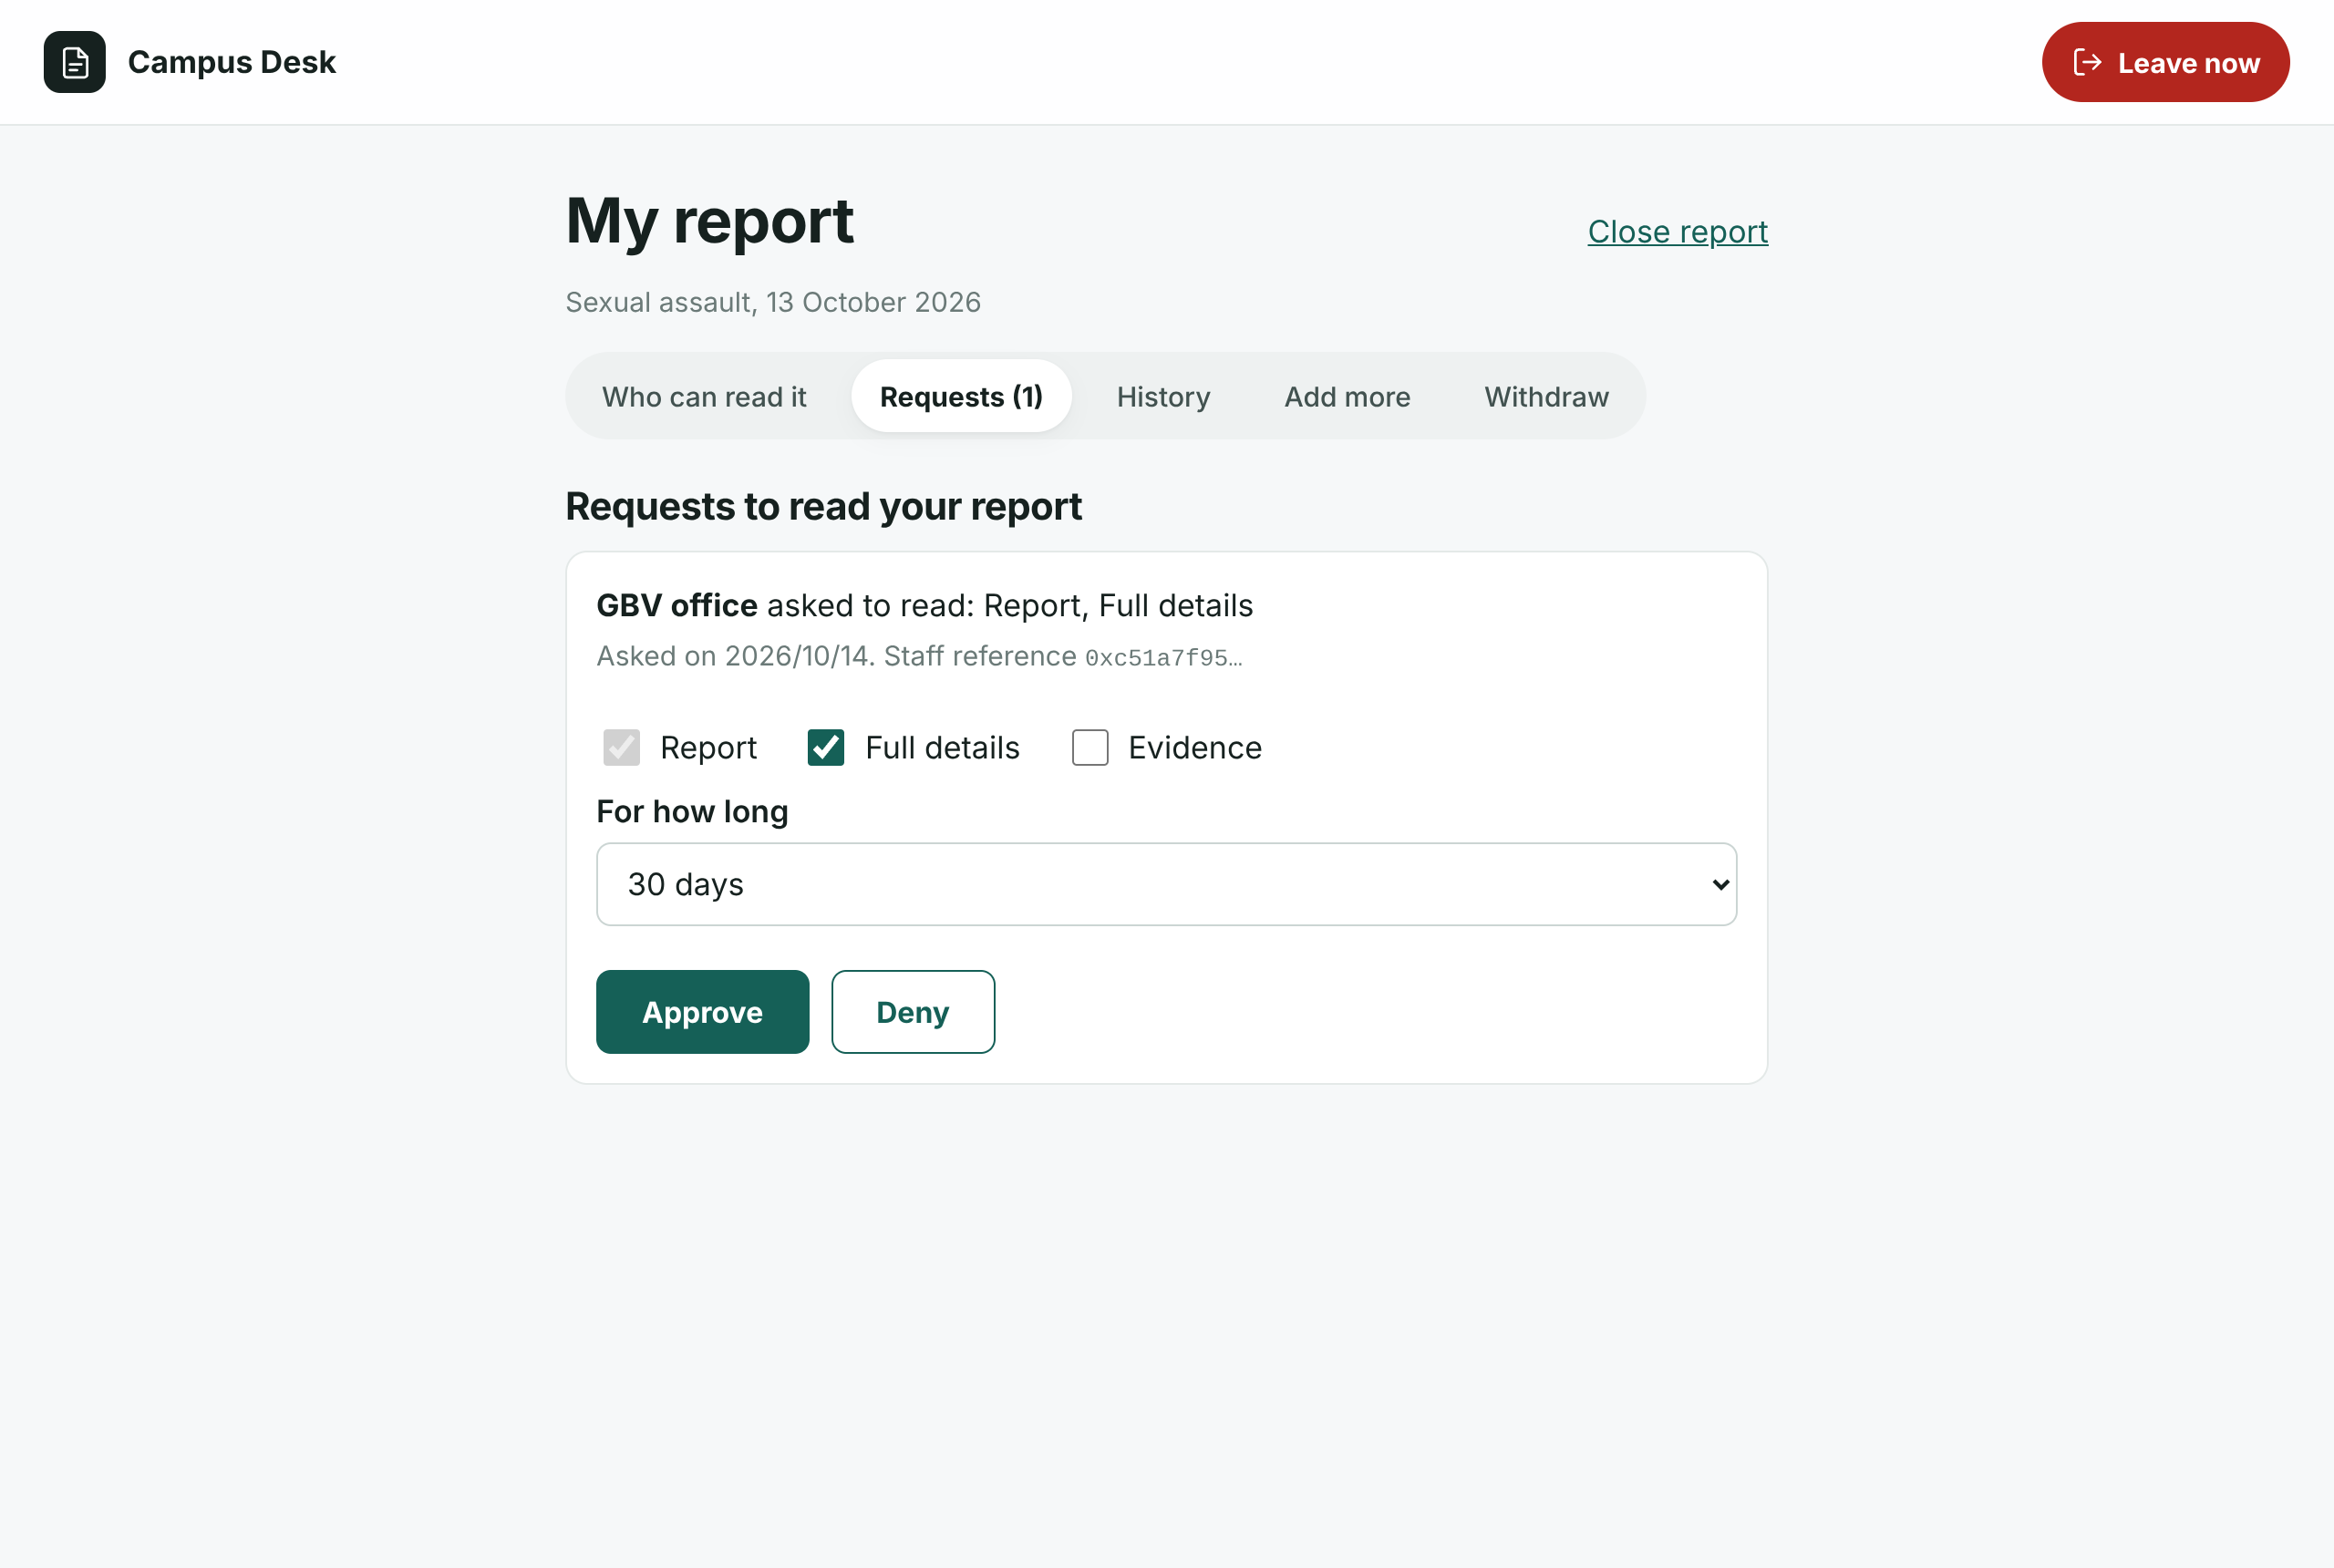 Campus Desk
Leave now
My report
Close report
Sexual assault, 13 October 2026
Who can read it
Requests (1)
History
Add more
Withdraw
Requests to read your report
GBV office asked to read: Report, Full details
Asked on 2026/10/14. Staff reference 0xc51a7f95…
Report
Full details
Evidence
For how long
30 days
Approve
Deny